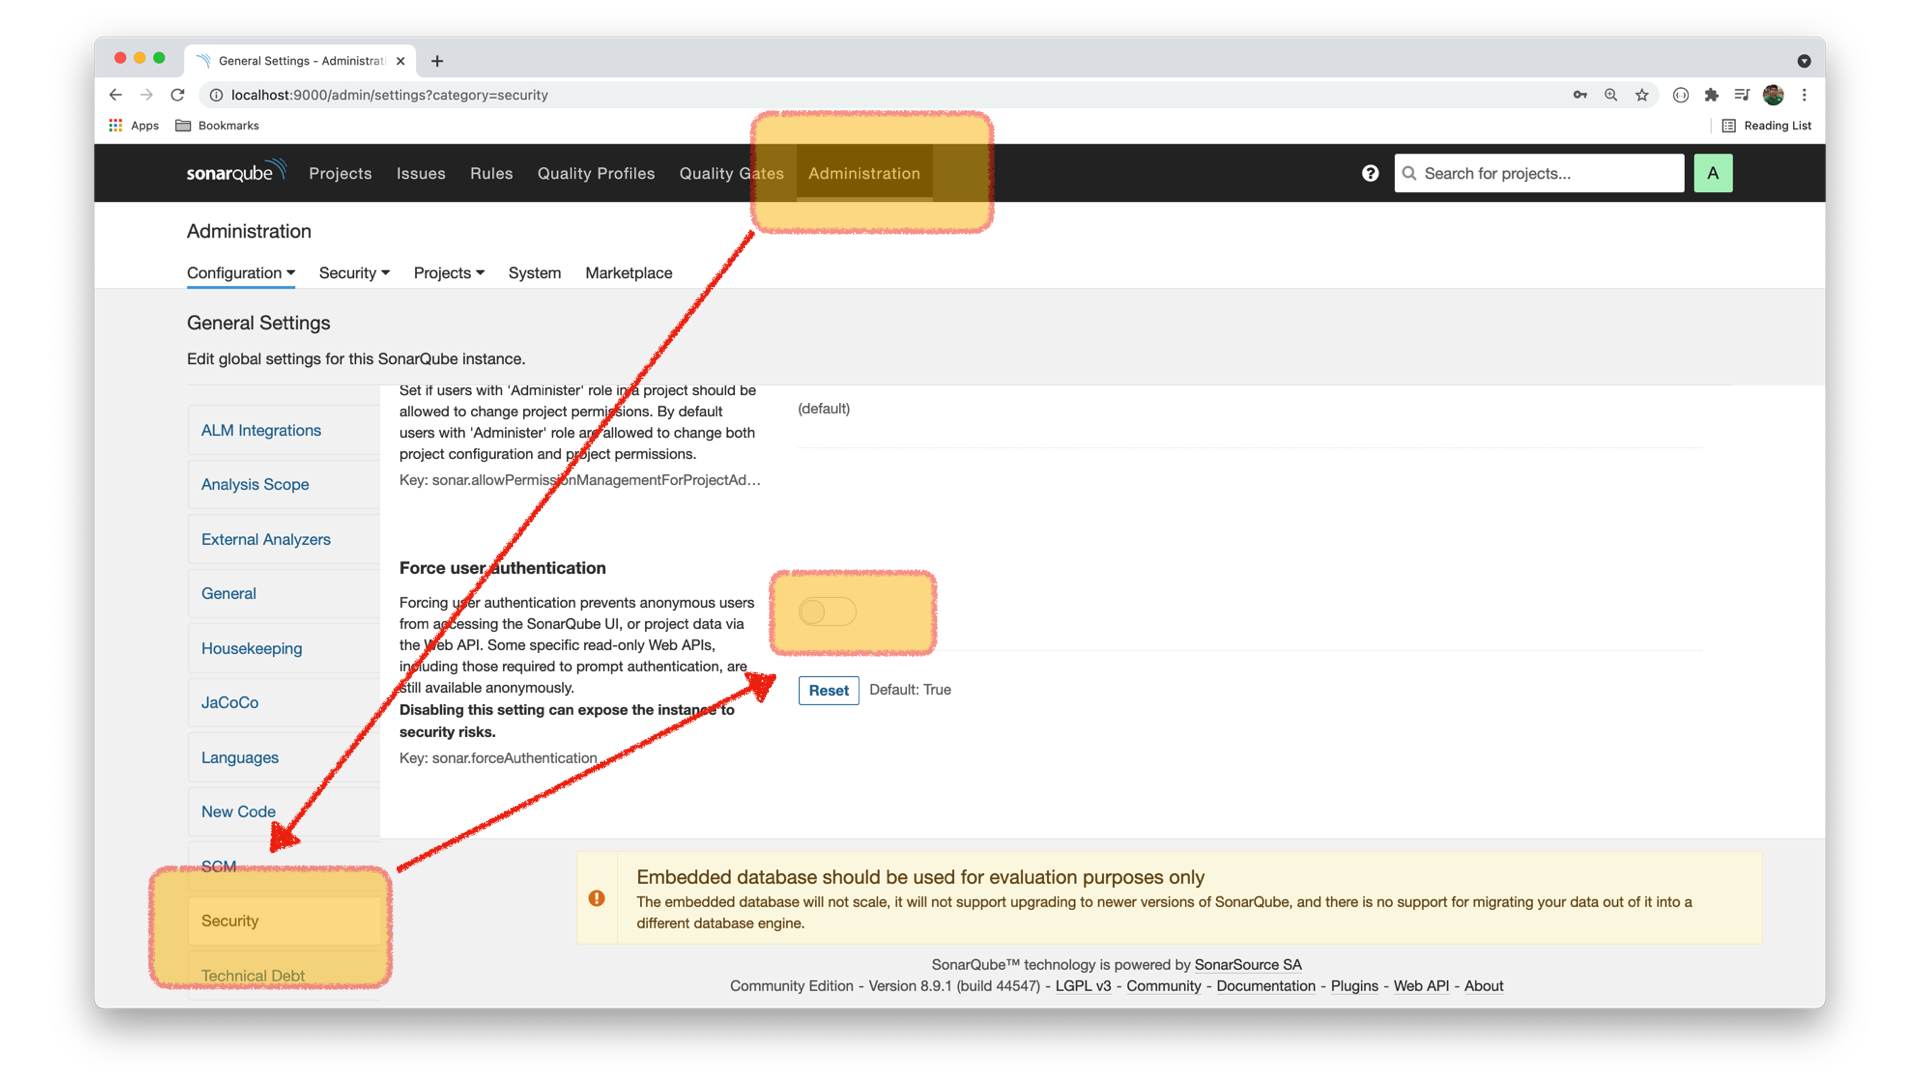 General Settings - Administrati
localhost:9000/admin/settings?category=security
Apps
Bookmarks
Reading List
sonarqube
Projects
Issues
Rules
Quality Profiles
Quality Gates
Administration
Search for projects...
A
Administration
Configuration
Security
Projects
System
Marketplace
General Settings
Edit global settings for this SonarQube instance.
ALM Integrations
Analysis Scope
External Analyzers
General
Housekeeping
JaCoCo
Languages
New Code
SCM
Security
Technical Debt
Set if users with 'Administer' role in a project should be
allowed to change project permissions. By default
users with 'Administer' role are allowed to change both
project configuration and project permissions.
Key: sonar.allowPermissionManagementForProjectAd...
(default)
Force user authentication
Forcing user authentication prevents anonymous users
from accessing the SonarQube UI, or project data via
the Web API. Some specific read-only Web APIs,
including those required to prompt authentication, are
still available anonymously.
Disabling this setting can expose the instance to
security risks.
Key: sonar.forceAuthentication
Reset
Default: True
Embedded database should be used for evaluation purposes only
The embedded database will not scale, it will not support upgrading to newer versions of SonarQube, and there is no support for migrating your data out of it into a
different database engine.
SonarQube™ technology is powered by SonarSource SA
Community Edition - Version 8.9.1 (build 44547) - LGPL v3 - Community - Documentation - Plugins - Web API - About